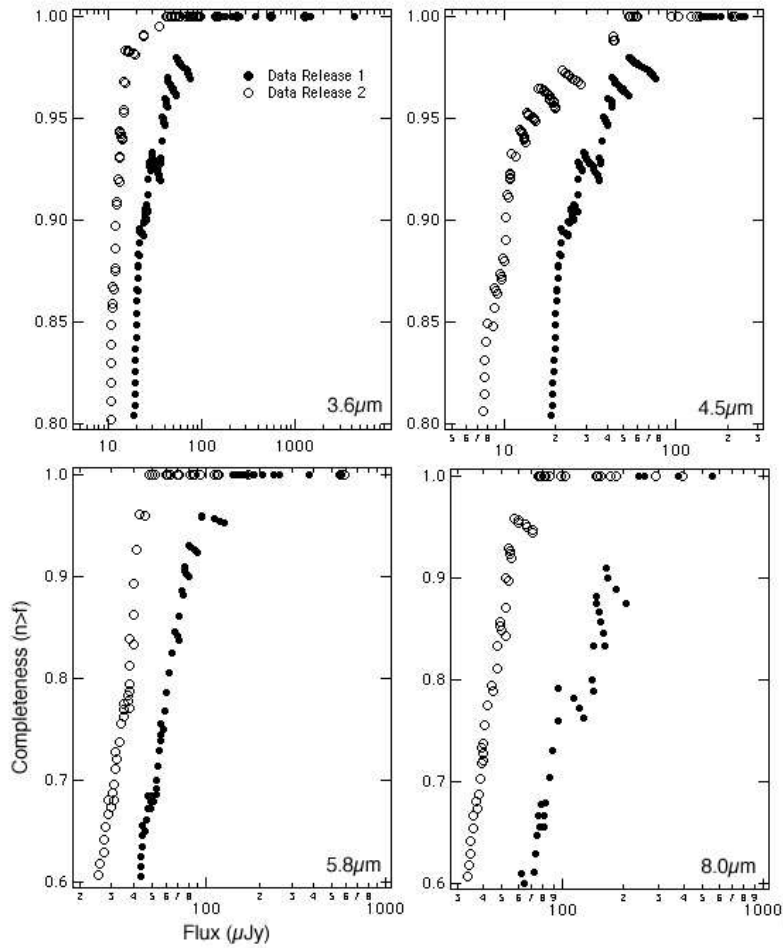 1.00
0.95
0.90
0.85
0.80
● Data Release 1
○ Data Release 2
3.6μm
10 100 1000
1.00
0.95
0.90
0.85
0.80
4.5μm
5 6 7 8 10 2 3 4 5 6 7 8 100 2 3
1.0
0.9
0.8
0.7
0.6
5.8μm
2 3 4 5 6 7 8 100 2 3 4 5 6 7 8 1000
Completeness (n>f)
Flux (μJy)
1.0
0.9
0.8
0.7
0.6
8.0μm
3 4 5 6 7 8 9 100 2 3 4 5 6 7 8 9 1000